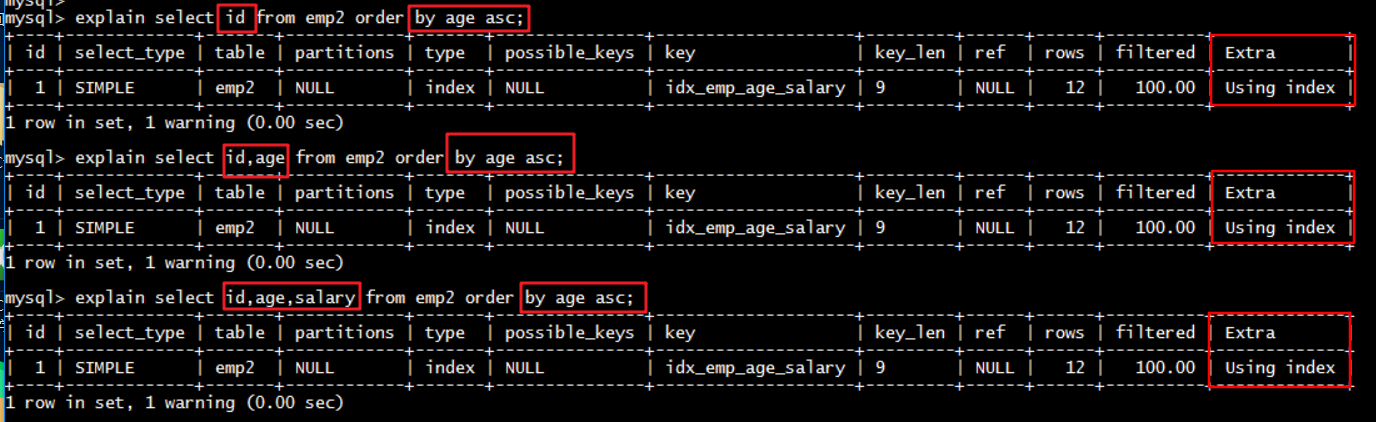 mysql>
mysql> explain select id from emp2 order by age asc;
+----+-------------+-------+------------+-------+---------------+--------------------+---------+------+------+----------+-------------+
| id | select_type | table | partitions | type | possible_keys | key | key_len | ref | rows | filtered | Extra |
+----+-------------+-------+------------+-------+---------------+--------------------+---------+------+------+----------+-------------+
| 1 | SIMPLE | emp2 | NULL | index | NULL | idx_emp_age_salary | 9 | NULL | 12 | 100.00 | Using index |
+----+-------------+-------+------------+-------+---------------+--------------------+---------+------+------+----------+-------------+
1 row in set, 1 warning (0.00 sec)
mysql> explain select id,age from emp2 order by age asc;
+----+-------------+-------+------------+-------+---------------+--------------------+---------+------+------+----------+-------------+
| id | select_type | table | partitions | type | possible_keys | key | key_len | ref | rows | filtered | Extra |
+----+-------------+-------+------------+-------+---------------+--------------------+---------+------+------+----------+-------------+
| 1 | SIMPLE | emp2 | NULL | index | NULL | idx_emp_age_salary | 9 | NULL | 12 | 100.00 | Using index |
+----+-------------+-------+------------+-------+---------------+--------------------+---------+------+------+----------+-------------+
1 row in set, 1 warning (0.00 sec)
mysql> explain select id,age,salary from emp2 order by age asc;
+----+-------------+-------+------------+-------+---------------+--------------------+---------+------+------+----------+-------------+
| id | select_type | table | partitions | type | possible_keys | key | key_len | ref | rows | filtered | Extra |
+----+-------------+-------+------------+-------+---------------+--------------------+---------+------+------+----------+-------------+
| 1 | SIMPLE | emp2 | NULL | index | NULL | idx_emp_age_salary | 9 | NULL | 12 | 100.00 | Using index |
+----+-------------+-------+------------+-------+---------------+--------------------+---------+------+------+----------+-------------+
1 row in set, 1 warning (0.00 sec)